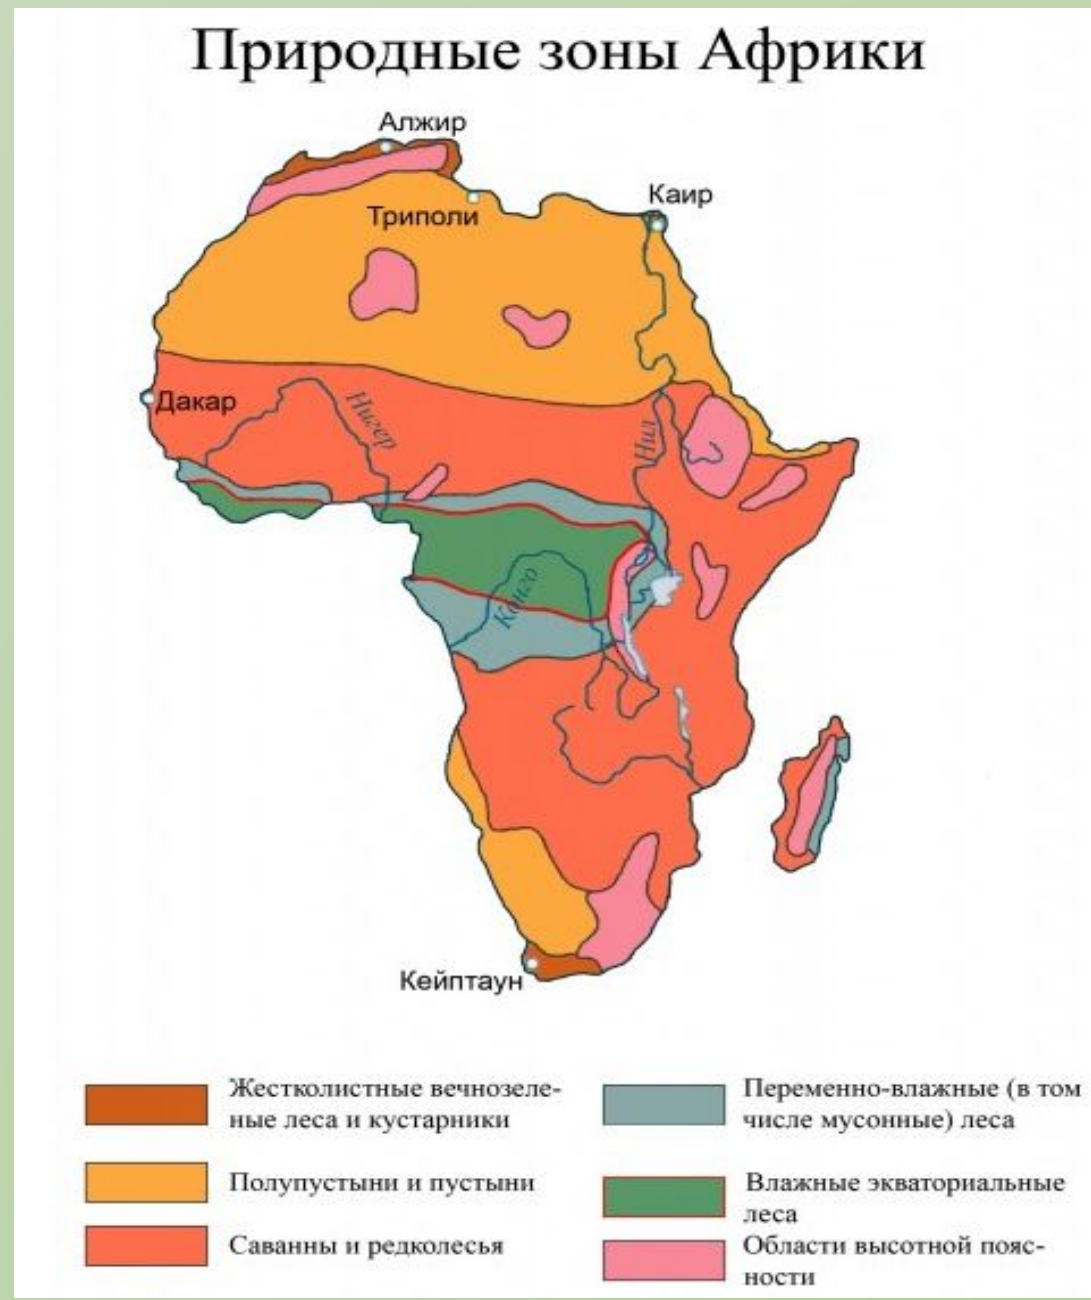 Природные зоны Африки
Алжир
Каир
Триполи
Дакар
Нигер
Нил
Конго
Кейптаун
Жестколистные вечнозеле-
ные леса и кустарники
Полупустыни и пустыни
Саванны и редколесья
Переменно-влажные (в том
числе мусонные) леса
Влажные экваториальные
леса
Области высотной пояс-
ности